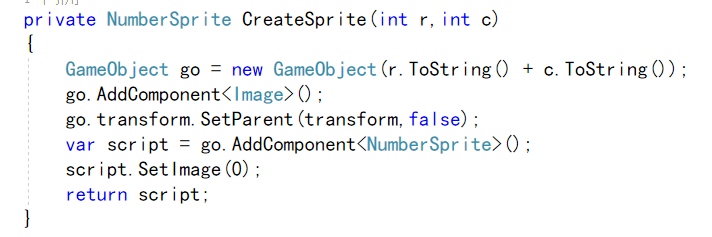 private NumberSprite CreateSprite(int r,int c)
{
GameObject go = new GameObject(r.ToString() + c.ToString());
go.AddComponent<Image>();
go.transform.SetParent(transform,false);
var script = go.AddComponent<NumberSprite>();
script.SetImage(0);
return script;
}